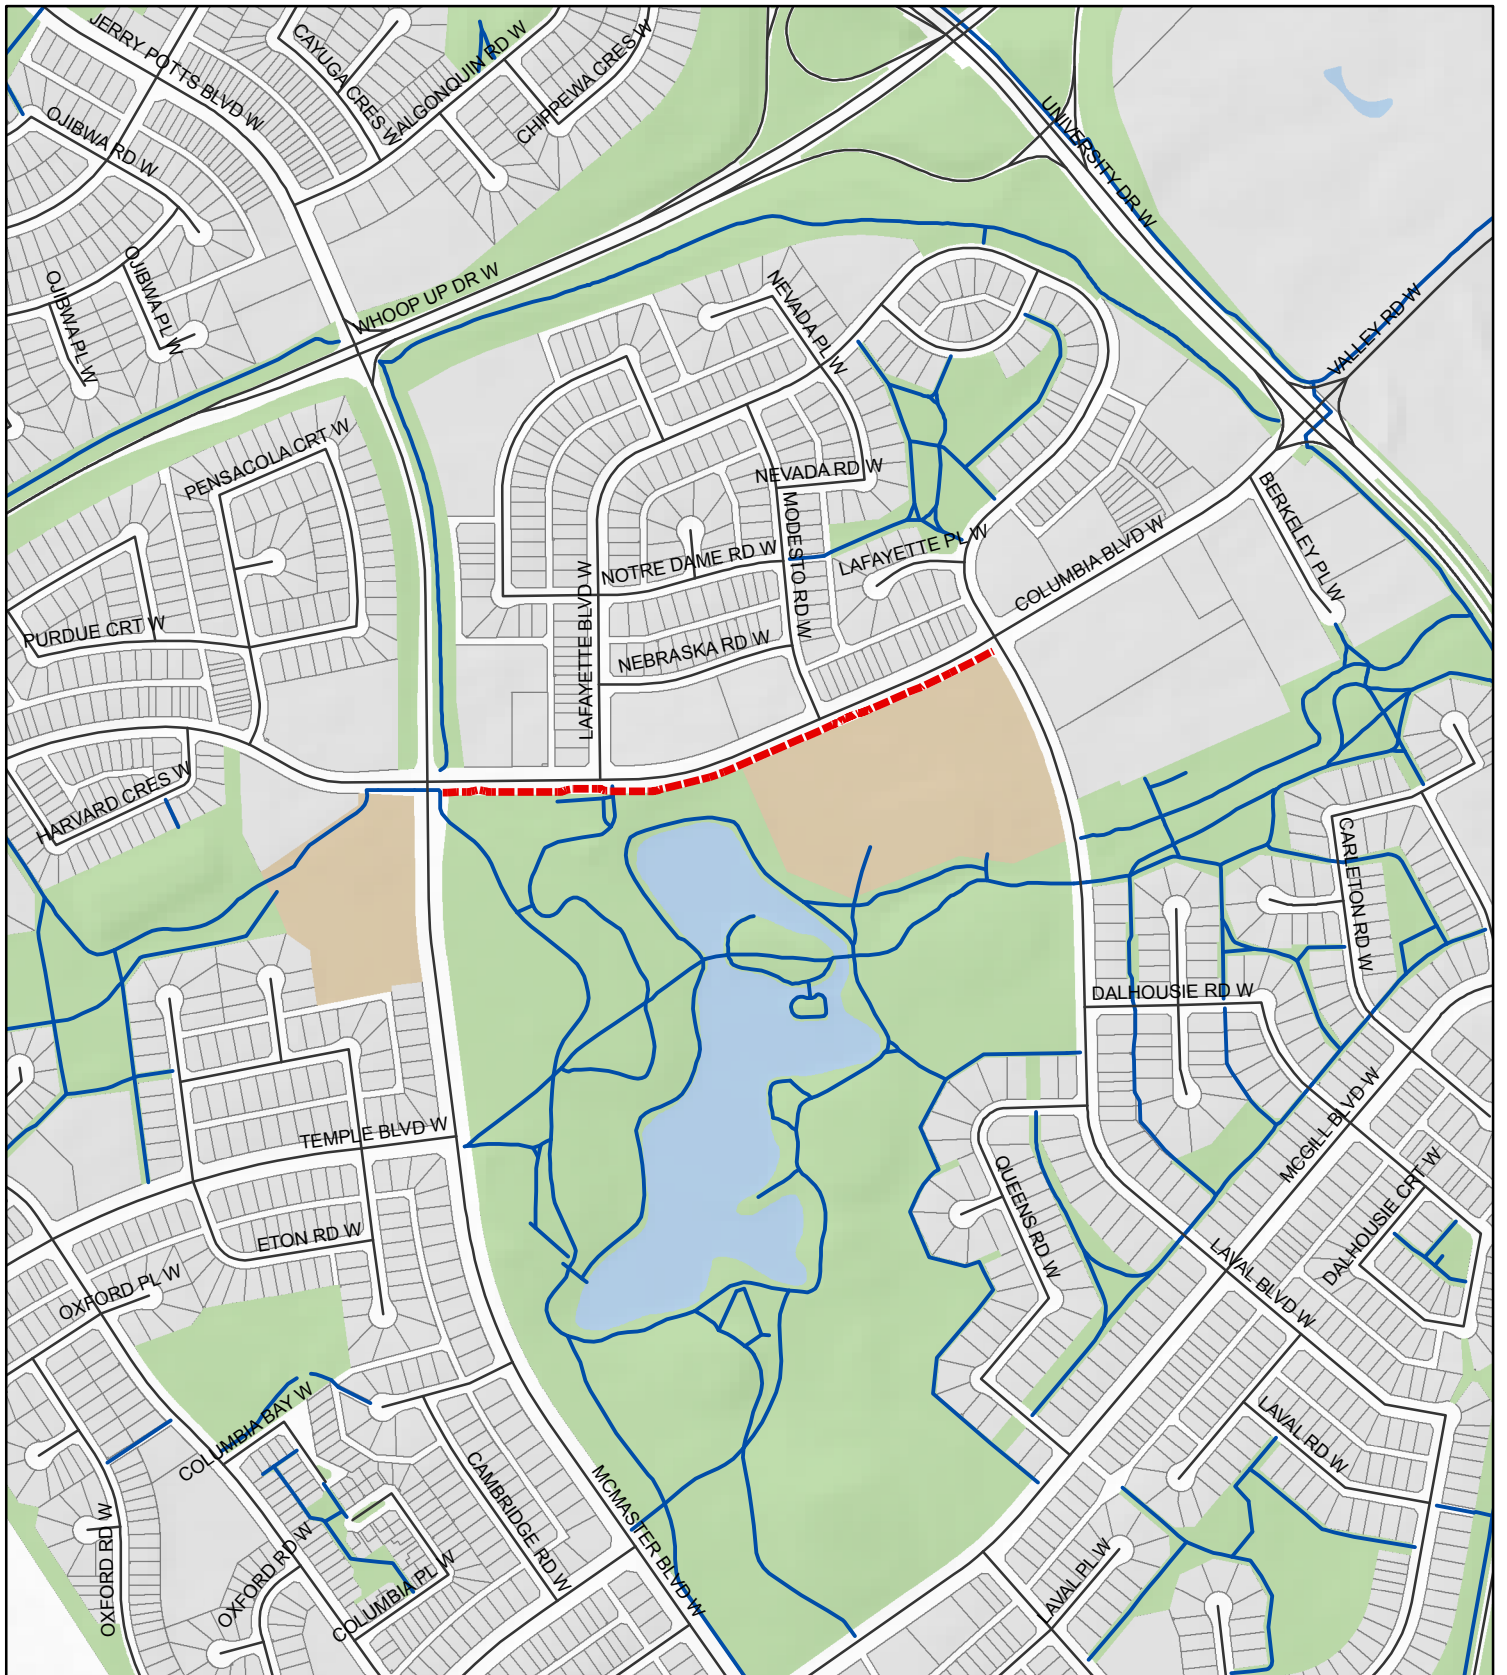 JERRY POTTS BLVD W
CAYUGA CRES W
ALGONQUIN RD W
CHIPPEWA CRES W
OJIBWA RD W
UNIVERSITY DR W
OJIBWA PL W
OJIBWA PL W
WHOOP UP DR W
NEVADA PL W
VALLEY RD W
PENSACOLA CRT W
NEVADA RD W
BERKELEY PL W
MODESTO RD W
NOTRE DAME RD W
LAFAYETTE PL W
COLUMBIA BLVD W
PURDUE CRT W
LAFAYETTE BLVD W
NEBRASKA RD W
HARVARD CRES W
CARLETON RD W
DALHOUSIE RD W
TEMPLE BLVD W
MCGILL BLVD W
QUEENS RD W
DALHOUSIE CRT W
ETON RD W
LAVAL BLVD W
OXFORD PL W
COLUMBIA BAY W
LAVAL RD W
CAMBRIDGE RD W
MCMASTER BLVD W
OXFORD RD W
OXFORD RD W
COLUMBIA PL W
LAVAL PL W